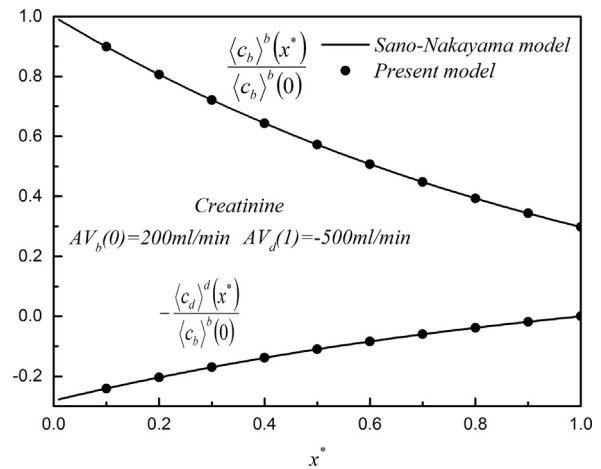 1.0
0.8
0.6
0.4
0.2
0.0
-0.2
⟨c_b⟩^b(x*)
⟨c_b⟩^b(0)
Sano-Nakayama model
Present model
Creatinine
AV_b(0)=200ml/min AV_d(1)=-500ml/min
-⟨c_d⟩^d(x*)
⟨c_b⟩^b(0)
0.0 0.2 0.4 0.6 0.8 1.0
x*